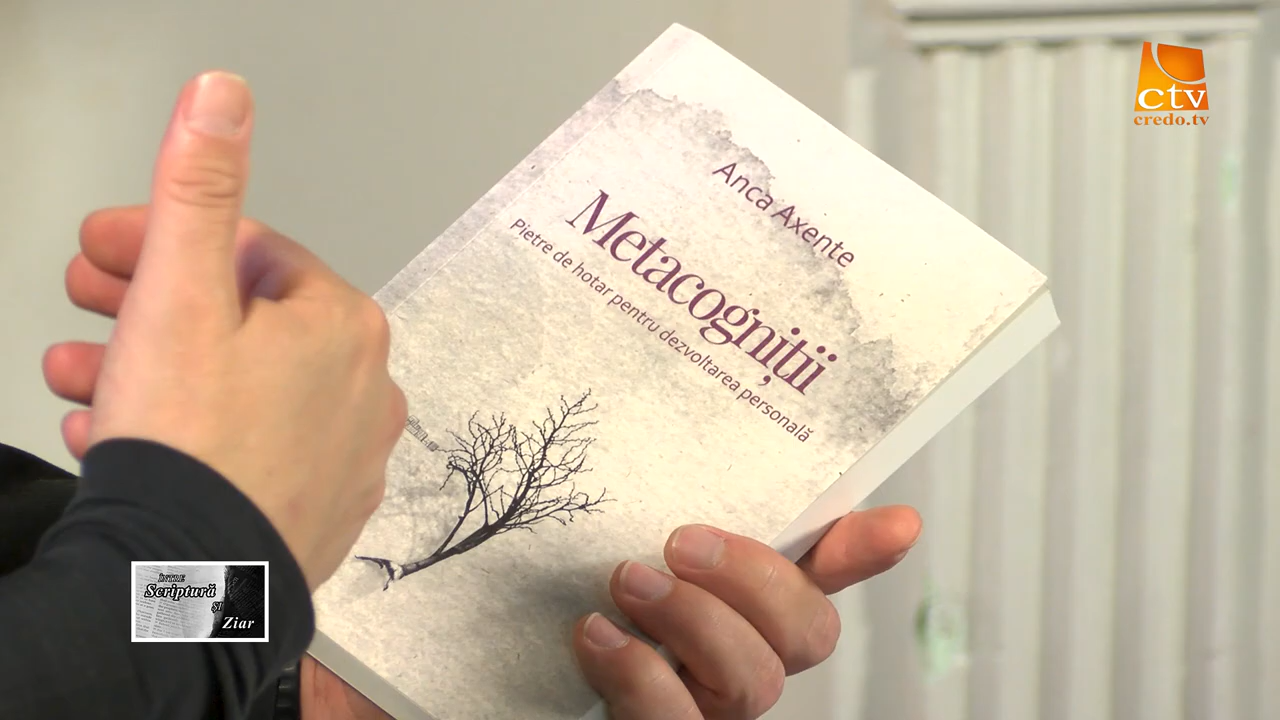 ctv
credo.tv
Anca Axente
Metacogniții
Pietre de hotar pentru dezvoltarea personală
ÎNTRE
Scriptură
ȘI
Ziar